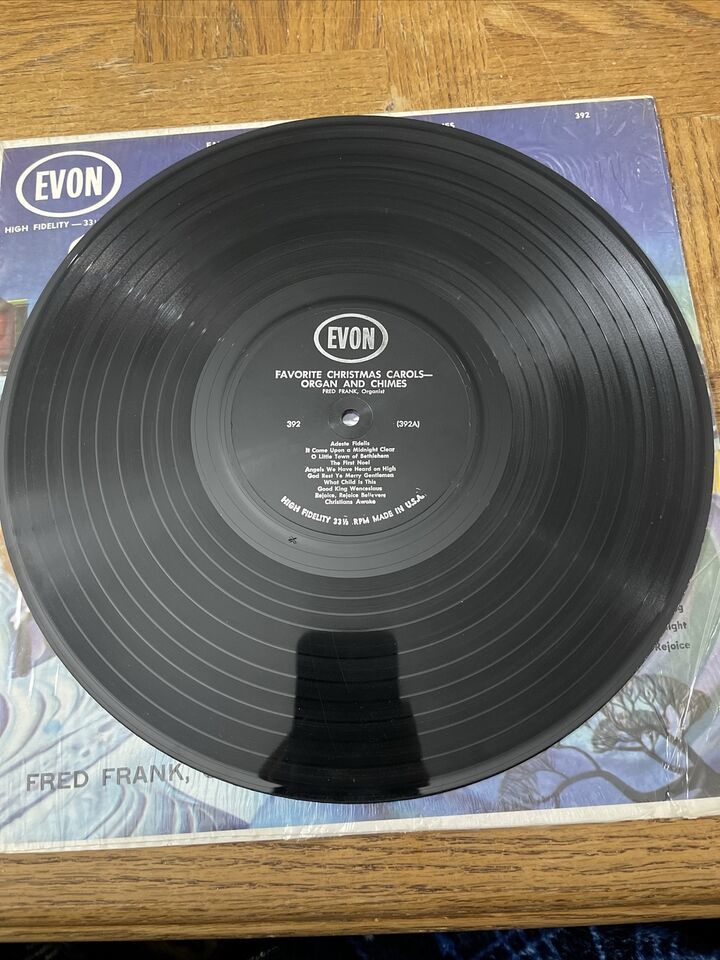 392
EVON
HIGH FIDELITY — 33⅓
EVON
FAVORITE CHRISTMAS CAROLS—
ORGAN AND CHIMES
FRED FRANK, Organist
392 (392A)
Adeste Fidelis
It Came Upon a Midnight Clear
O Little Town of Bethlehem
The First Noel
Angels We Have Heard on High
God Rest Ye Merry Gentlemen
What Child Is This
Good King Wenceslaus
Rejoice, Rejoice Believers
Christians Awake
HIGH FIDELITY 33⅓ RPM MADE IN U.S.A.
Rejoice
FRED FRANK,